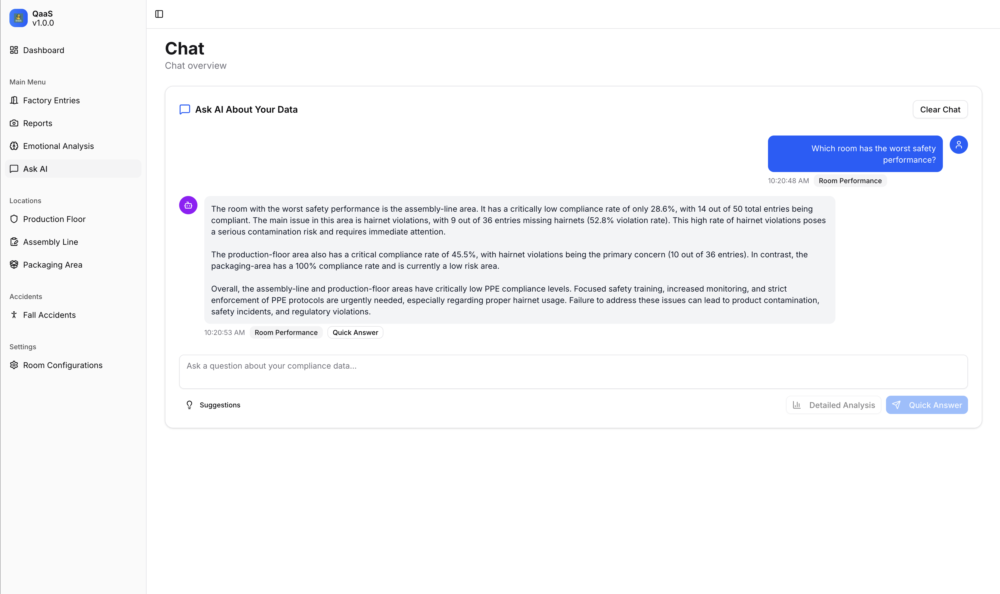 QaaS
v1.0.0
Dashboard
Main Menu
Factory Entries
Reports
Emotional Analysis
Ask AI
Locations
Production Floor
Assembly Line
Packaging Area
Accidents
Fall Accidents
Settings
Room Configurations
Chat
Chat overview
Ask AI About Your Data
Clear Chat
Which room has the worst safety
performance?
10:20:48 AM Room Performance
The room with the worst safety performance is the assembly-line area. It has a critically low compliance rate of only 28.6%, with 14 out of 50 total entries being
compliant. The main issue in this area is hairnet violations, with 9 out of 36 entries missing hairnets (52.8% violation rate). This high rate of hairnet violations poses
a serious contamination risk and requires immediate attention.
The production-floor area also has a critical compliance rate of 45.5%, with hairnet violations being the primary concern (10 out of 36 entries). In contrast, the
packaging-area has a 100% compliance rate and is currently a low risk area.
Overall, the assembly-line and production-floor areas have critically low PPE compliance levels. Focused safety training, increased monitoring, and strict
enforcement of PPE protocols are urgently needed, especially regarding proper hairnet usage. Failure to address these issues can lead to product contamination,
safety incidents, and regulatory violations.
10:20:53 AM Room Performance Quick Answer
Ask a question about your compliance data...
Suggestions
Detailed Analysis
Quick Answer